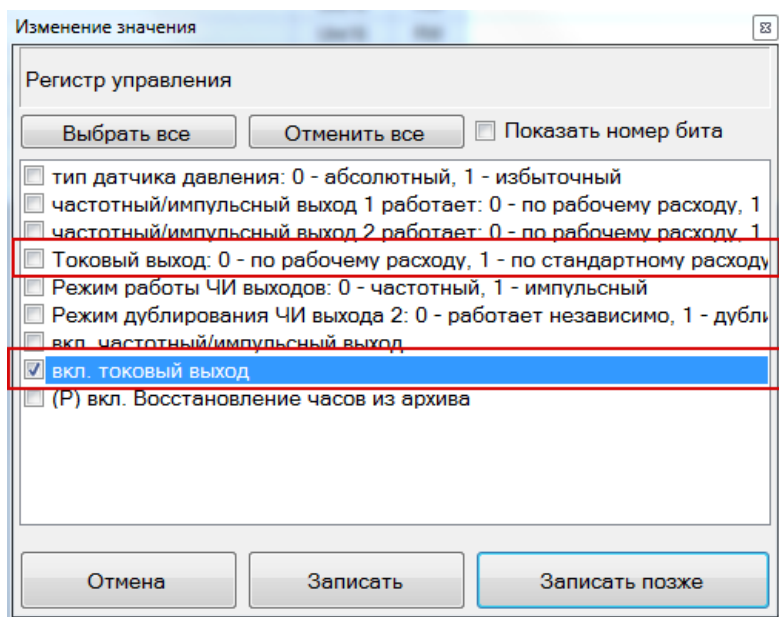 Изменение значения
Регистр управления
Выбрать все Отменить все Показать номер бита
тип датчика давления: 0 - абсолютный, 1 - избыточный
частотный/импульсный выход 1 работает: 0 - по рабочему расходу, 1
частотный/импульсный выход 2 работает: 0 - по рабочему расходу, 1
Токовый выход: 0 - по рабочему расходу, 1 - по стандартному расходу
Режим работы ЧИ выходов: 0 - частотный, 1 - импульсный
Режим дублирования ЧИ выхода 2: 0 - работает независимо, 1 - дубли
вкл. частотный/импульсный выход
вкл. токовый выход
(Р) вкл. Восстановление часов из архива
Отмена Записать Записать позже